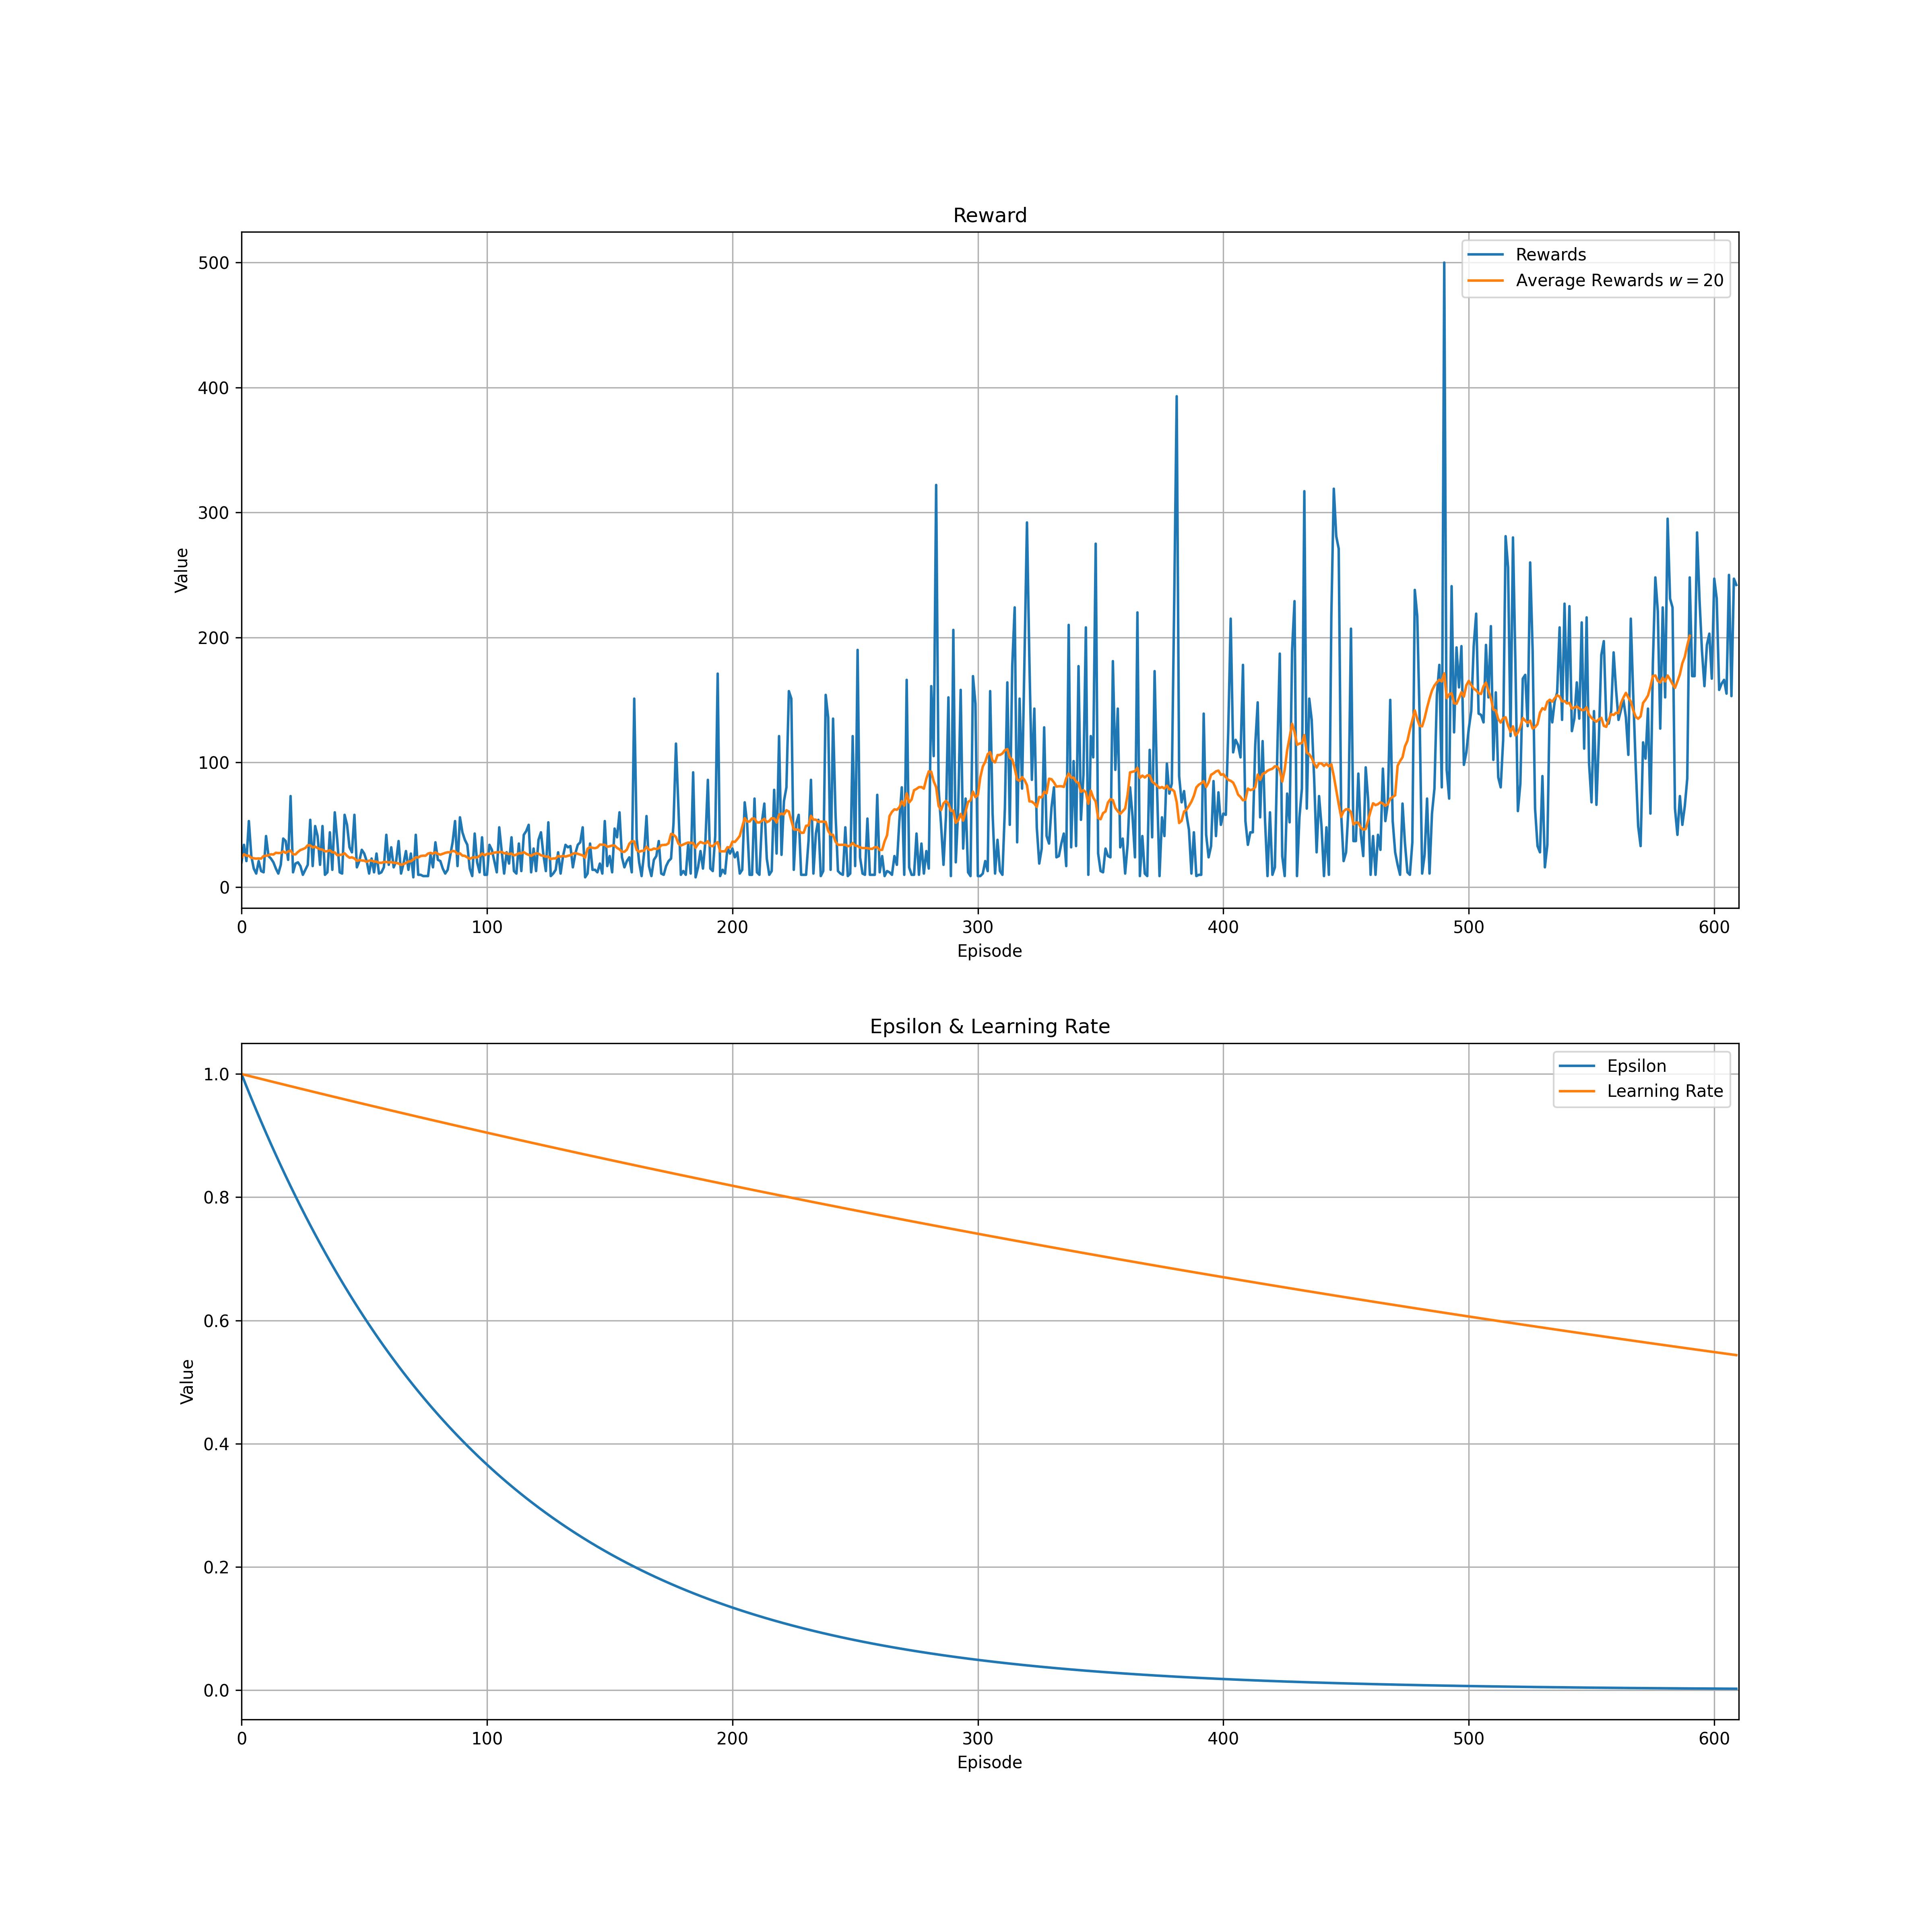 Reward
500
400
300
200
100
0
Value
Rewards
Average Rewards w = 20
0 100 200 300 400 500 600
Episode
Epsilon & Learning Rate
1.0
0.8
0.6
0.4
0.2
0.0
Value
Epsilon
Learning Rate
0 100 200 300 400 500 600
Episode